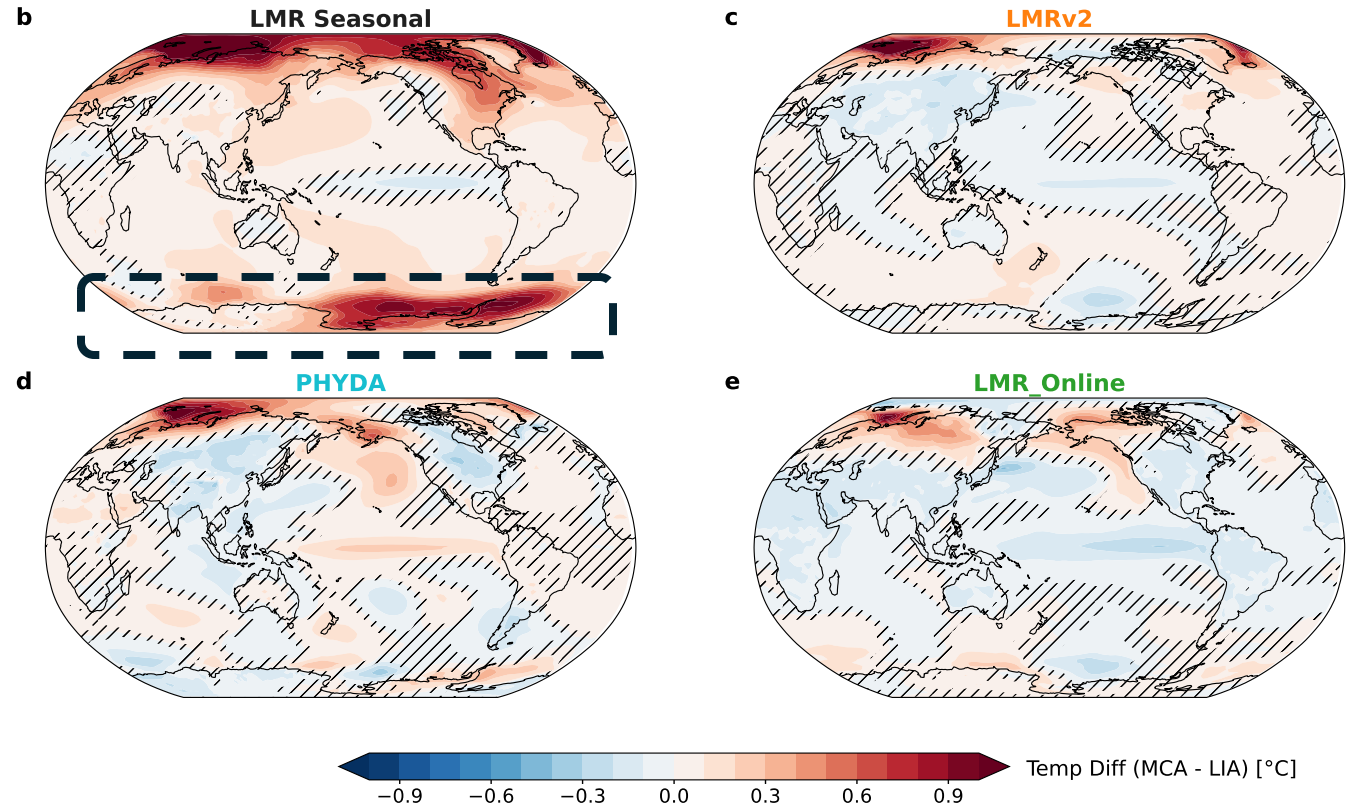 b LMR Seasonal
c LMRv2
d PHYDA
e LMR_Online
−0.9 −0.6 −0.3 0.0 0.3 0.6 0.9
Temp Diff (MCA - LIA) [°C]